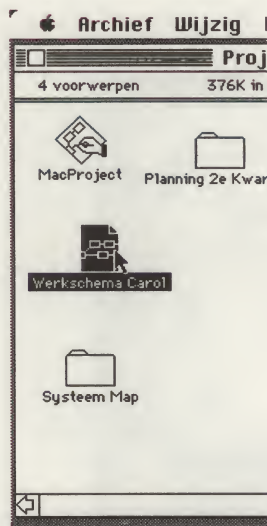 Archief Wijzig
Proj
4 voorwerpen 376K in
MacProject
Planning 2e Kwar
Werkschema Carol
Systeem Map